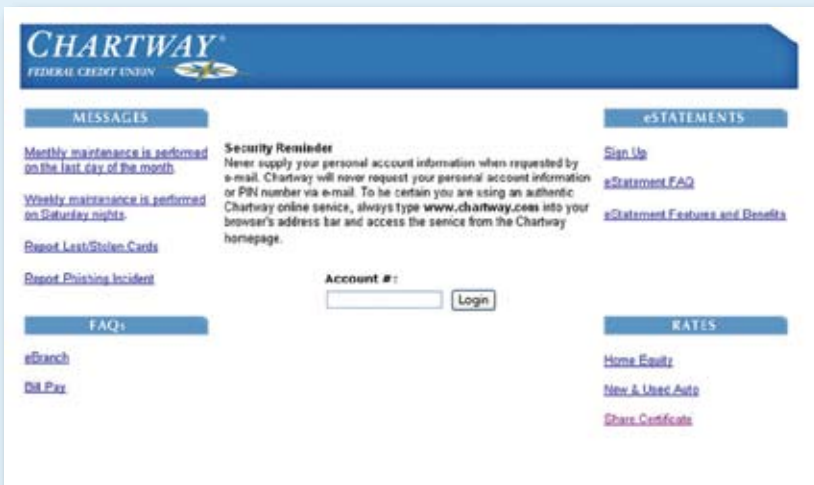 CHARTWAY®
FEDERAL CREDIT UNION
MESSAGES
Monthly maintenance is performed
on the last day of the month.
Weekly maintenance is performed
on Saturday nights.
Report Lost/Stolen Cards
Report Phishing Incident
FAQs
eBranch
Bill Pay
Security Reminder
Never supply your personal account information when requested by
e-mail. Chartway will never request your personal account information
or PIN number via e-mail. To be certain you are using an authentic
Chartway online service, always type www.chartway.com into your
browser's address bar and access the service from the Chartway
homepage.
Account #:
Login
eSTATEMENTS
Sign Up
eStatement FAQ
eStatement Features and Benefits
RATES
Home Equity
New & Used Auto
Share Certificate